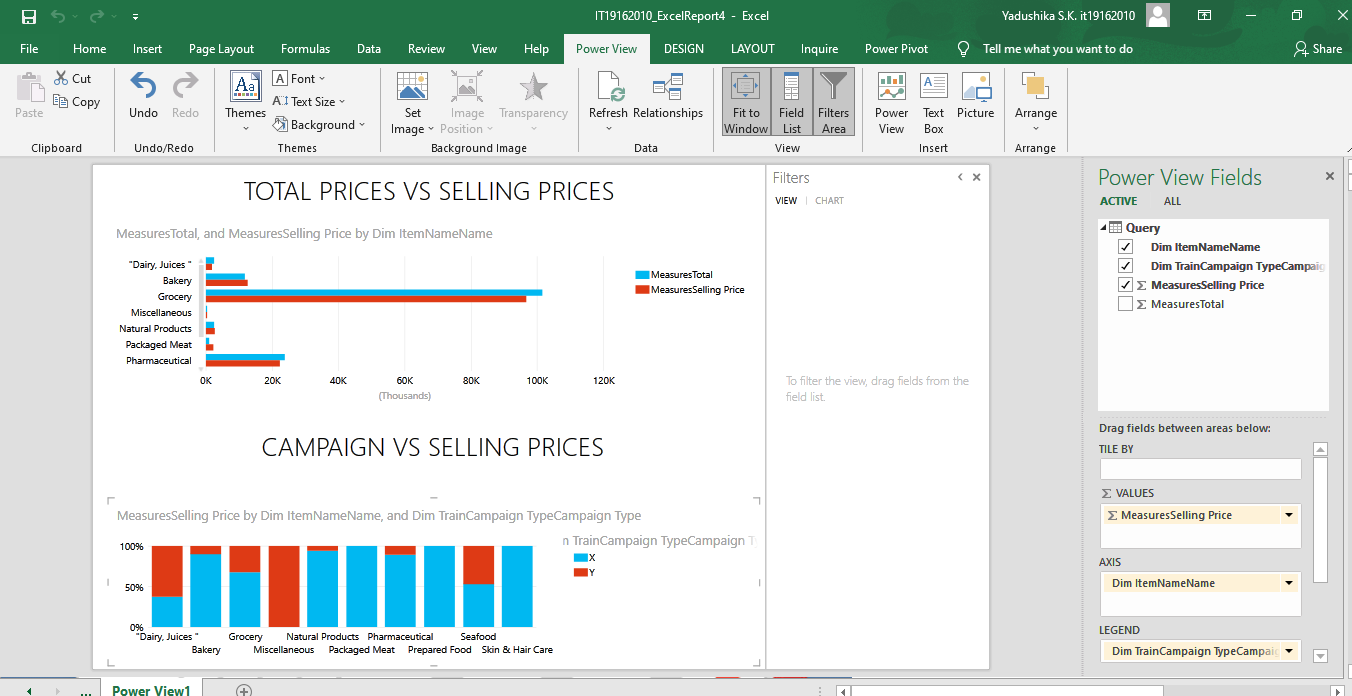 IT19162010_ExcelReport4 - Excel
Yadushika S.K. it19162010
File Home Insert Page Layout Formulas Data Review View Help Power View DESIGN LAYOUT Inquire Power Pivot Tell me what you want to do Share
Paste
Cut
Copy
Clipboard
Undo
Redo
Undo/Redo
Themes
Font
Text Size
Background
Themes
Set Image
Image Position
Transparency
Background Image
Refresh
Relationships
Data
Fit to Window
Field List
Filters Area
View
Power View
Text Box
Picture
Insert
Arrange
Arrange
TOTAL PRICES VS SELLING PRICES
MeasuresTotal, and MeasuresSelling Price by Dim ItemNameName
"Dairy, Juices "
Bakery
Grocery
Miscellaneous
Natural Products
Packaged Meat
Pharmaceutical
0K 20K 40K 60K 80K 100K 120K
(Thousands)
MeasuresTotal
MeasuresSelling Price
CAMPAIGN VS SELLING PRICES
MeasuresSelling Price by Dim ItemNameName, and Dim TrainCampaign TypeCampaign Type
100%
50%
0%
"Dairy, Juices " Grocery Natural Products Pharmaceutical Seafood
Bakery Miscellaneous Packaged Meat Prepared Food Skin & Hair Care
m TrainCampaign TypeCampaign T
X
Y
Filters
VIEW | CHART
To filter the view, drag fields from the
field list.
Power View Fields
ACTIVE ALL
Query
Dim ItemNameName
Dim TrainCampaign TypeCampaig
Σ MeasuresSelling Price
Σ MeasuresTotal
Drag fields between areas below:
TILE BY
Σ VALUES
Σ MeasuresSelling Price
AXIS
Dim ItemNameName
LEGEND
Dim TrainCampaign TypeCampaig
... Power View1